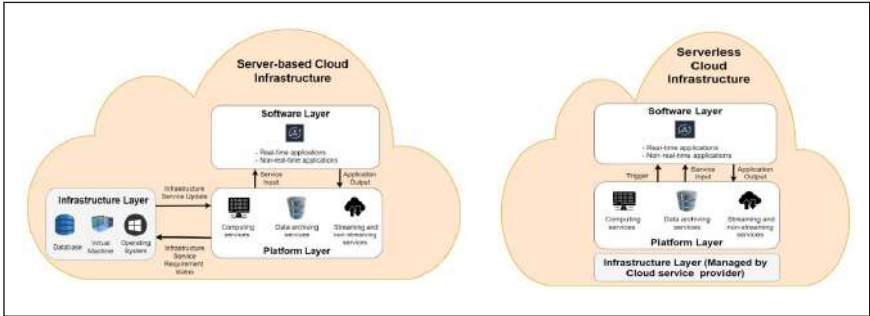 Server-based Cloud
Infrastructure
Software Layer
- Real-time applications
- Non-real-time applications
Service
Input
Application
Output
Infrastructure
Service Update
Infrastructure Layer
Database
Virtual
Machine
Operating
System
Infrastructure
Service
Requirement
status
Computing
services
Data archiving
services
Streaming and
non-streaming
services
Platform Layer
Serverless
Cloud
Infrastructure
Software Layer
- Real-time applications
- Non-real-time applications
Trigger
Service
Input
Application
Output
Computing
services
Data archiving
services
Streaming and
non-streaming
services
Platform Layer
Infrastructure Layer (Managed by
Cloud service provider)